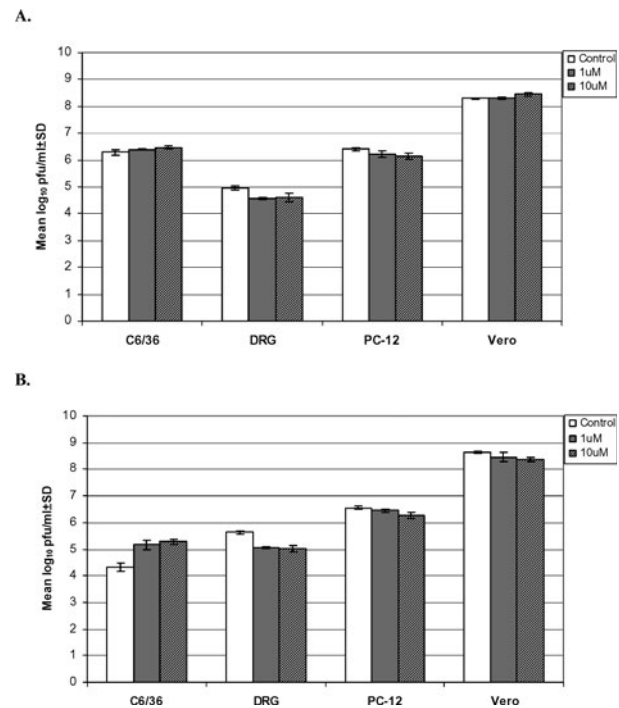 A.
10
9
8
7
6
5
4
3
2
1
0
Mean log₁₀ pfu/ml±SD
C6/36 DRG PC-12 Vero
Control
1uM
10uM
B.
10
9
8
7
6
5
4
3
2
1
0
Mean log₁₀ pfu/ml±SD
C6/36 DRG PC-12 Vero
Control
1uM
10uM